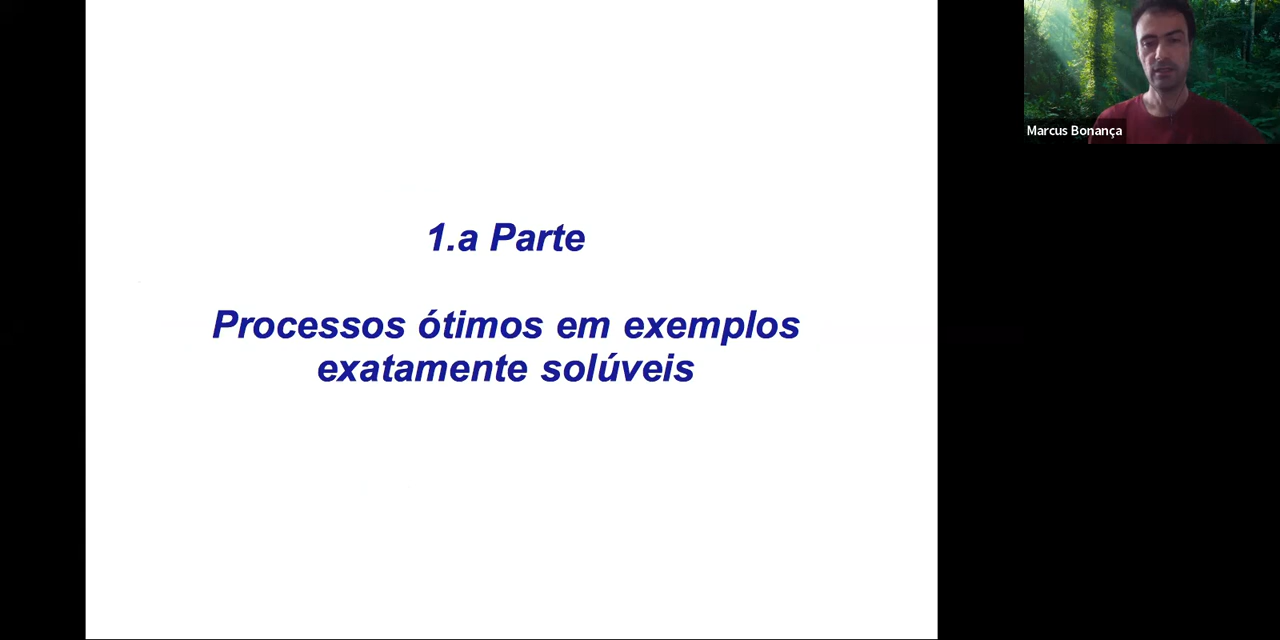 1.a Parte
Processos ótimos em exemplos
exatamente solúveis
Marcus Bonança